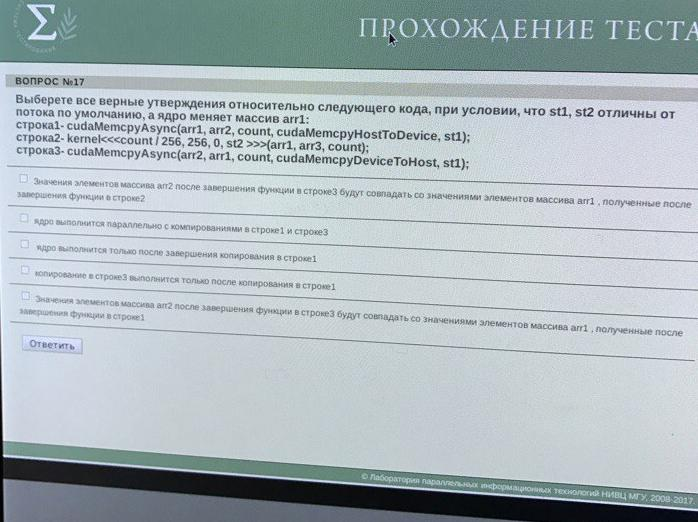 ПРОХОЖДЕНИЕ ТЕСТА
ВОПРОС №17
Выберете все верные утверждения относительно следующего кода, при условии, что st1, st2 отличны от
потока по умолчанию, а ядро меняет массив arr1:
строка1- cudaMemcpyAsync(arr1, arr2, count, cudaMemcpyHostToDevice, st1);
строка2- kernel<<<count / 256, 256, 0, st2 >>>(arr1, arr3, count);
строка3- cudaMemcpyAsync(arr2, arr1, count, cudaMemcpyDeviceToHost, st1);
Значения элементов массива arr2 после завершения функции в строке3 будут совпадать со значениями элементов массива arr1 , полученные после
завершения функции в строке2
ядро выполнится параллельно с компированиями в строке1 и строке3
ядро выполнится только после завершения копирования в строке1
копирование в строке3 выполнится только после копирования в строке1
Значения элементов массива arr2 после завершения функции в строке3 будут совпадать со значениями элементов массива arr1 , полученные после
завершения функции в строке1
Ответить
© Лаборатория параллельных информационных технологий НИВЦ МГУ, 2008-2017.